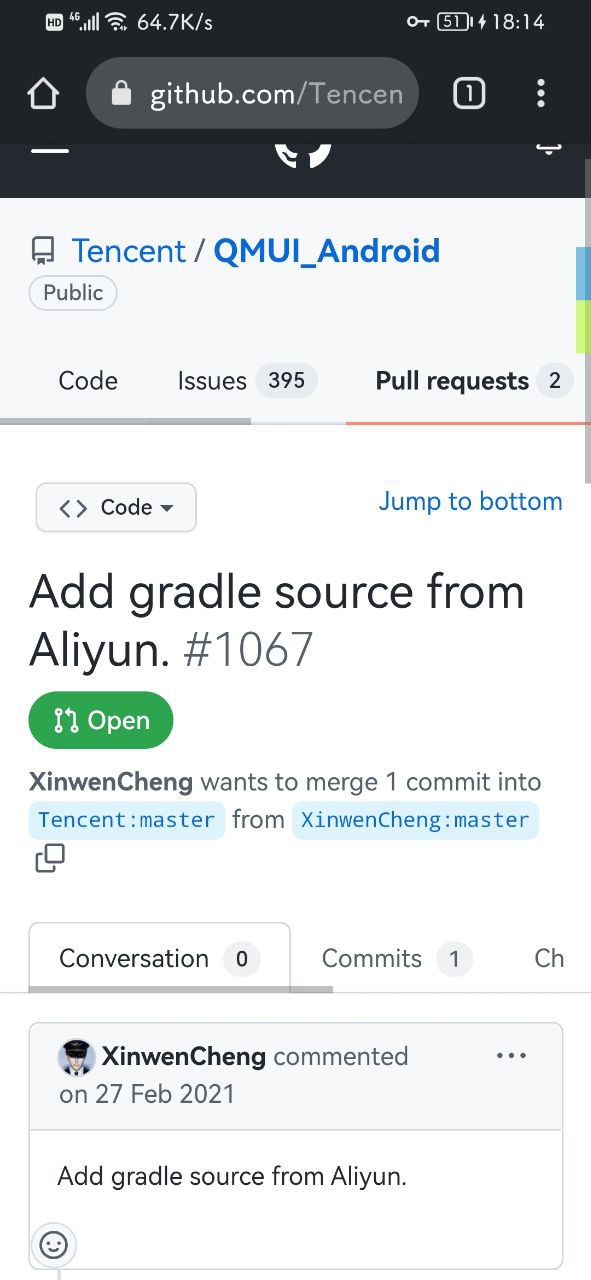 HD 4G 64.7K/s 51 18:14
github.com/Tencen 1
Tencent / QMUI_Android
Public
Code Issues 395 Pull requests 2
Code Jump to bottom
Add gradle source from
Aliyun. #1067
Open
XinwenCheng wants to merge 1 commit into
Tencent:master from XinwenCheng:master
Conversation 0 Commits 1 Ch
XinwenCheng commented
on 27 Feb 2021
Add gradle source from Aliyun.